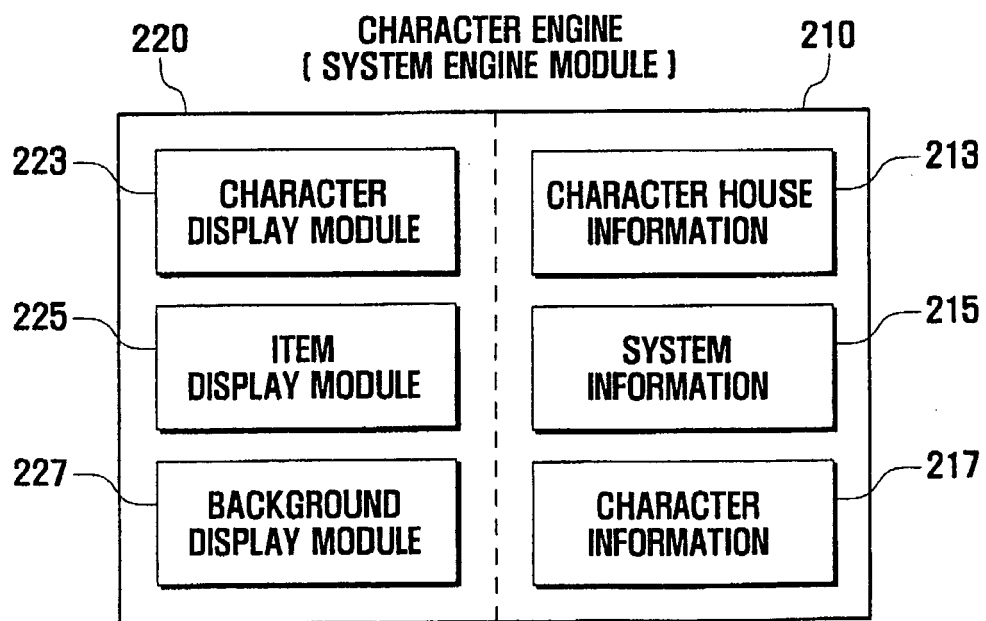 CHARACTER ENGINE
( SYSTEM ENGINE MODULE )
220
210
223
CHARACTER
DISPLAY MODULE
213
CHARACTER HOUSE
INFORMATION
225
ITEM
DISPLAY MODULE
215
SYSTEM
INFORMATION
227
BACKGROUND
DISPLAY MODULE
217
CHARACTER
INFORMATION